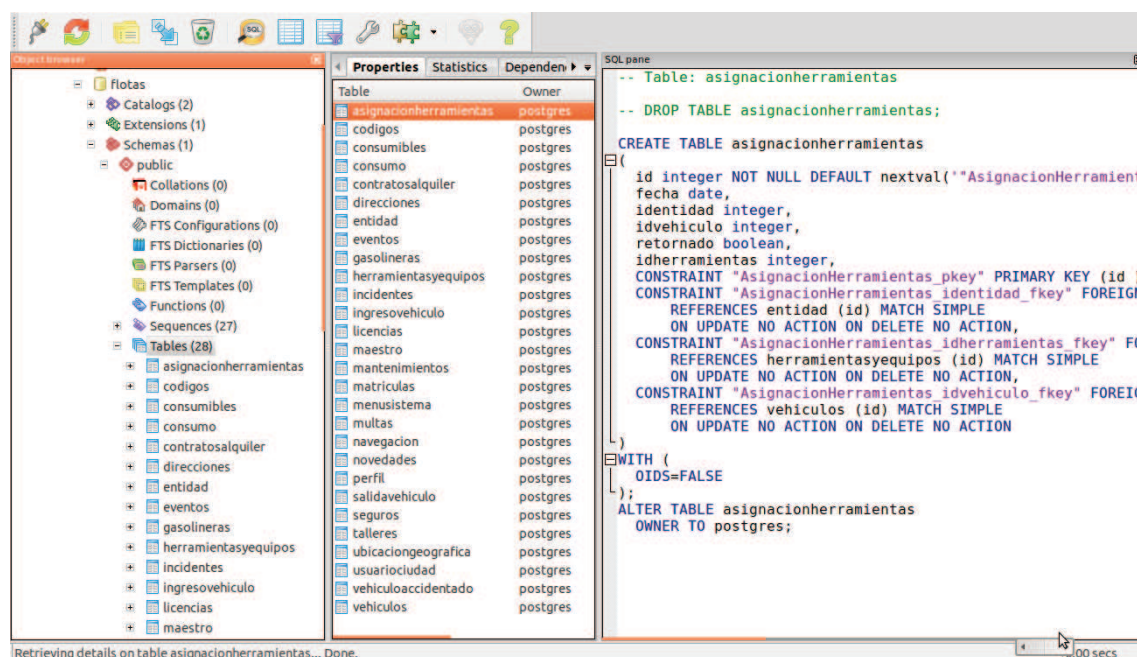 SQL
Object browser
flotas
Catalogs (2)
Extensions (1)
Schemas (1)
public
Collations (0)
Domains (0)
FTS Configurations (0)
FTS Dictionaries (0)
FTS Parsers (0)
FTS Templates (0)
Functions (0)
Sequences (27)
Tables (28)
asignacionherramientas
codigos
consumibles
consumo
contratosalquiler
direcciones
entidad
eventos
gasolineras
herramientasyequipos
incidentes
ingresovehiculo
licencias
maestro
Properties Statistics Dependen
Table Owner
asignacionherramientas postgres
codigos postgres
consumibles postgres
consumo postgres
contratosalquiler postgres
direcciones postgres
entidad postgres
eventos postgres
gasolineras postgres
herramientasyequipos postgres
incidentes postgres
ingresovehiculo postgres
licencias postgres
maestro postgres
mantenimientos postgres
matriculas postgres
menusistema postgres
multas postgres
navegacion postgres
novedades postgres
perfil postgres
salidavehiculo postgres
seguros postgres
talleres postgres
ubicaciongeografica postgres
usuariociudad postgres
vehiculoaccidentado postgres
vehiculos postgres
SQL pane
-- Table: asignacionherramientas
-- DROP TABLE asignacionherramientas;
CREATE TABLE asignacionherramientas
(
id integer NOT NULL DEFAULT nextval('"AsignacionHerramient
fecha date,
identidad integer,
idvehiculo integer,
retornado boolean,
idherramientas integer,
CONSTRAINT "AsignacionHerramientas_pkey" PRIMARY KEY (id )
CONSTRAINT "AsignacionHerramientas_identidad_fkey" FOREIGN
REFERENCES entidad (id) MATCH SIMPLE
ON UPDATE NO ACTION ON DELETE NO ACTION,
CONSTRAINT "AsignacionHerramientas_idherramientas_fkey" FO
REFERENCES herramientasyequipos (id) MATCH SIMPLE
ON UPDATE NO ACTION ON DELETE NO ACTION,
CONSTRAINT "AsignacionHerramientas_idvehiculo_fkey" FOREIG
REFERENCES vehiculos (id) MATCH SIMPLE
ON UPDATE NO ACTION ON DELETE NO ACTION
)
WITH (
OIDS=FALSE
);
ALTER TABLE asignacionherramientas
OWNER TO postgres;
Retrieving details on table asignacionherramientas... Done.
00 secs